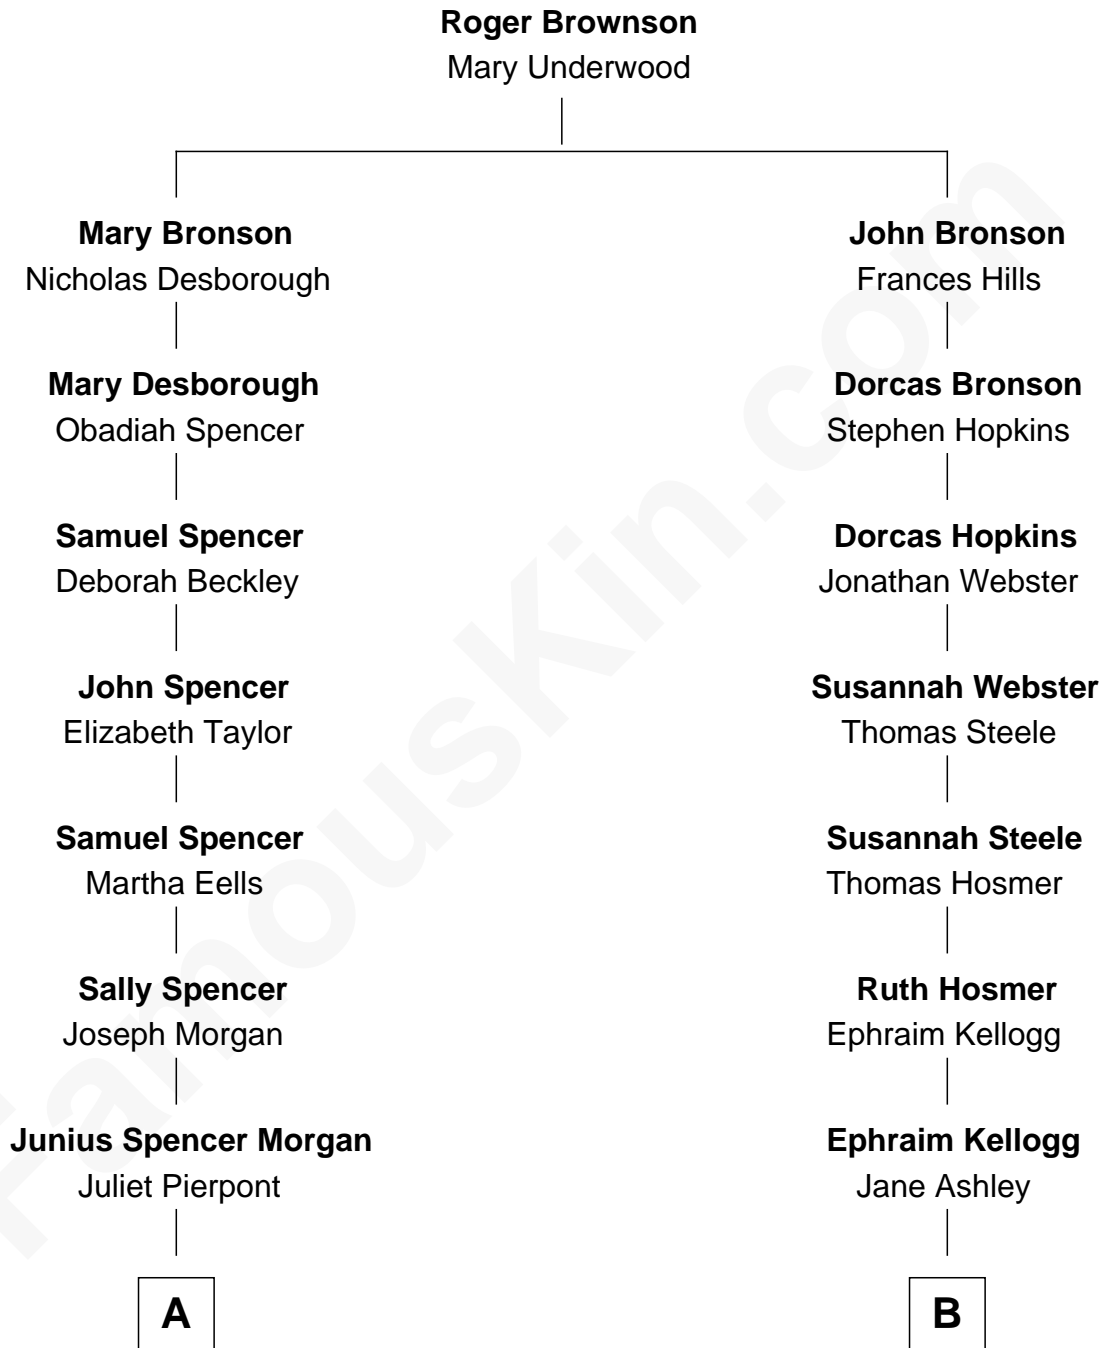 Roger Brownson
Mary Underwood
Mary Bronson
Nicholas Desborough
John Bronson
Frances Hills
Mary Desborough
Obadiah Spencer
Dorcas Bronson
Stephen Hopkins
Samuel Spencer
Deborah Beckley
Dorcas Hopkins
Jonathan Webster
John Spencer
Elizabeth Taylor
Susannah Webster
Thomas Steele
Samuel Spencer
Martha Eells
Susannah Steele
Thomas Hosmer
Sally Spencer
Joseph Morgan
Ruth Hosmer
Ephraim Kellogg
Junius Spencer Morgan
Juliet Pierpont
Ephraim Kellogg
Jane Ashley
A
B
FamousKin.com